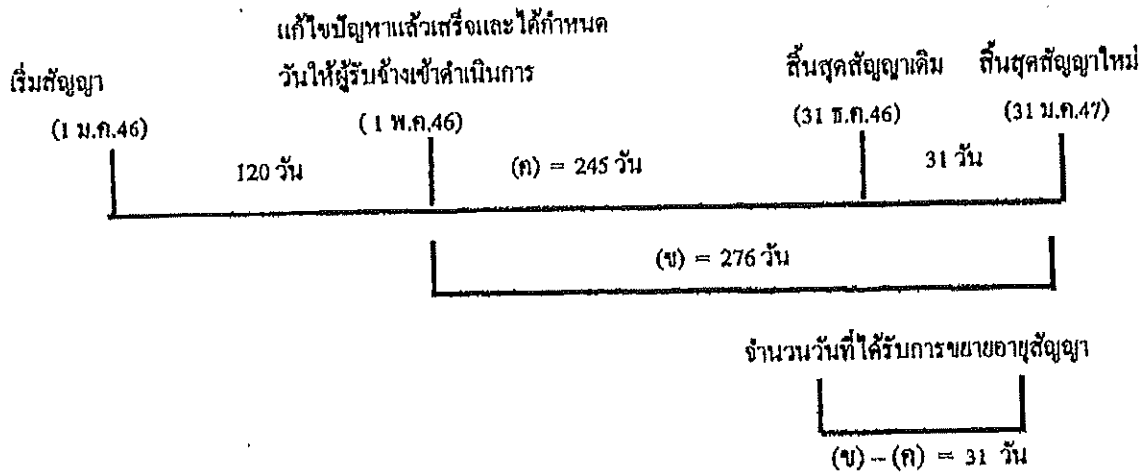 แก้ไขปัญหาแล้วเสร็จและได้กำหนด
วันให้ผู้รับจ้างเข้าดำเนินการ
เริ่มสัญญา
สิ้นสุดสัญญาเดิม
สิ้นสุดสัญญาใหม่
(1 ม.ค.46)
( 1 พ.ค.46)
(31 ธ.ค.46)
(31 ม.ค.47)
120 วัน
(ค) = 245 วัน
31 วัน
(ข) = 276 วัน
จำนวนวันที่ได้รับการขยายอายุสัญญา
(ข) – (ค) = 31 วัน